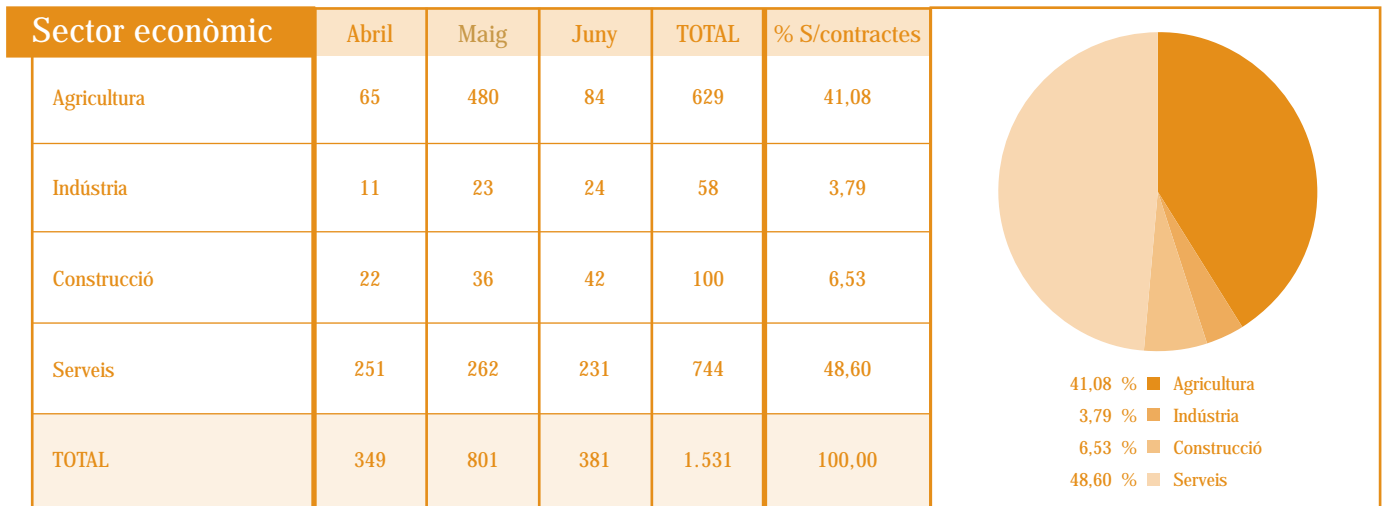 Sector econòmic Abril Maig Juny TOTAL % S/contractes
Agricultura 65 480 84 629 41,08
Indústria 11 23 24 58 3,79
Construcció 22 36 42 100 6,53
Serveis 251 262 231 744 48,60
TOTAL 349 801 381 1.531 100,00
41,08 % Agricultura
3,79 % Indústria
6,53 % Construcció
48,60 % Serveis